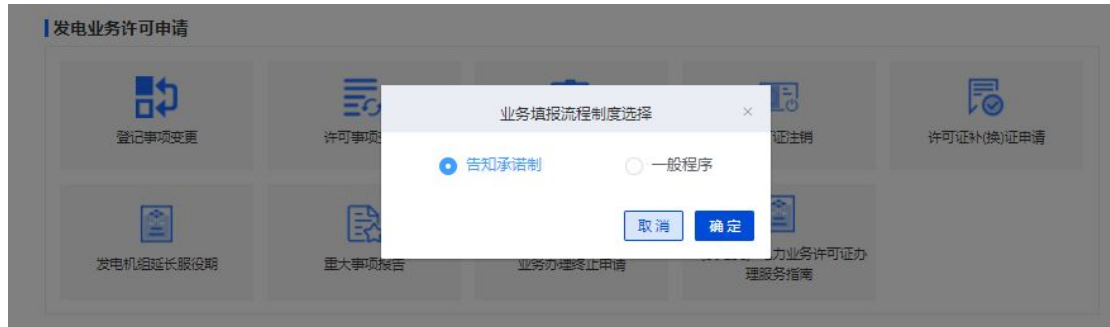 发电业务许可申请
业务填报流程制度选择
×
登记事项变更
许可事项
证注销
许可证补(换)证申请
告知承诺制
一般程序
取消
确定
发电机组延长服役期
重大事项报告
业务办理终止申请
力业务许可证办
理服务指南